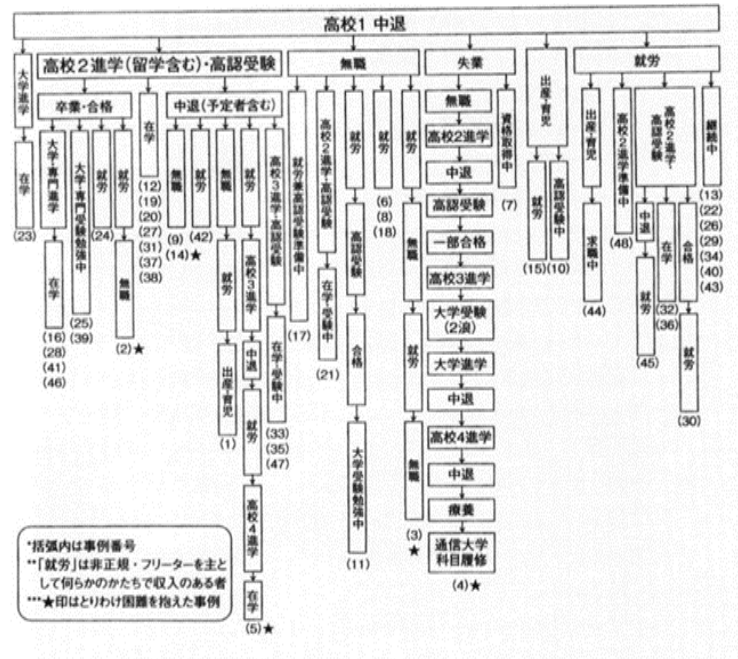 高校1 中退
大学進学
在学
(23)
高校2進学(留学含む)・高認受験
卒業・合格
大学・専門進学
在学
(16)
(28)
(41)
(46)
大学・専門受験勉強中
(25)
(39)
就労
(24)
就労
無職
(2)★
在学
(12)
(19)
(20)
(27)
(31)
(37)
(38)
中退(予定者含む)
無職
(9)
(14)★
就労
(42)
無職
就労
出産・育児
(1)
就労
高校3進学
中退
就労
高校4進学
在学
(5)★
高校3進学・高認受験
在学・受験中
(33)
(35)
(47)
無職
就労兼高認受験準備中
(17)
高校2進学・高認受験
在学・受験中
(21)
就労
高認受験
合格
大学受験勉強中
(11)
就労
(6)
(8)
(18)
就労
無職
就労
無職
(3)
★
失業
無職
高校2進学
中退
高認受験
一部合格
高校3進学
大学受験
(2浪)
大学進学
中退
高校4進学
中退
療養
通信大学
科目履修
(4)★
資格取得中
(7)
出産・育児
就労
(15)
高認受験中
(10)
就労
出産・育児
求職中
(44)
高校2進学準備中
(48)
高校2進学・
高認受験
中退
就労
(45)
在学
(32)
(36)
合格
就労
(30)
継続中
(13)
(22)
(26)
(29)
(34)
(40)
(43)
*括弧内は事例番号
**「就労」は非正規・フリーターを主と
して何らかのかたちで収入のある者
***★印はとりわけ困難を抱えた事例